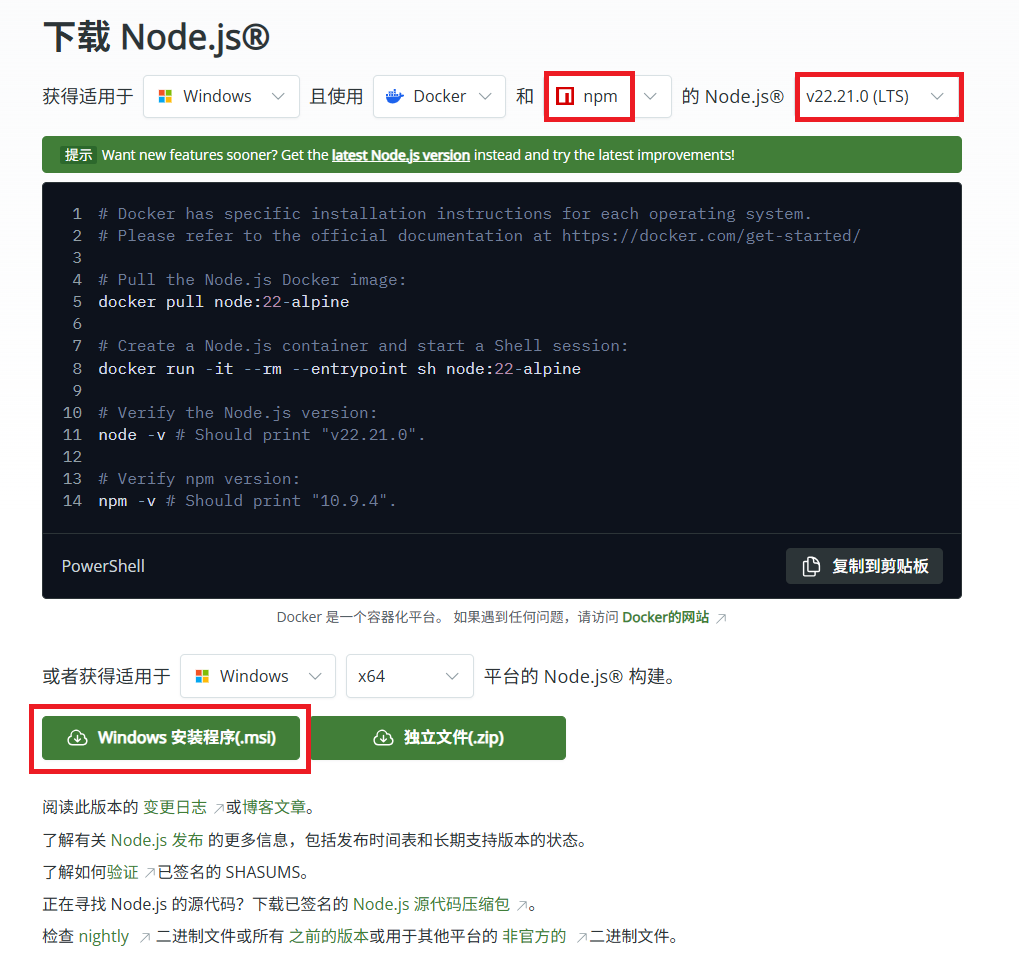 下载 Node.js®
获得适用于 Windows 且使用 Docker 和 npm 的 Node.js® v22.21.0 (LTS)
提示 Want new features sooner? Get the latest Node.js version instead and try the latest improvements!
1 # Docker has specific installation instructions for each operating system.
2 # Please refer to the official documentation at https://docker.com/get-started/
3
4 # Pull the Node.js Docker image:
5 docker pull node:22-alpine
6
7 # Create a Node.js container and start a Shell session:
8 docker run -it --rm --entrypoint sh node:22-alpine
9
10 # Verify the Node.js version:
11 node -v # Should print "v22.21.0".
12
13 # Verify npm version:
14 npm -v # Should print "10.9.4".
PowerShell 复制到剪贴板
Docker 是一个容器化平台。 如果遇到任何问题，请访问 Docker的网站
或者获得适用于 Windows x64 平台的 Node.js® 构建。
Windows 安装程序(.msi) 独立文件(.zip)
阅读此版本的 变更日志 或博客文章。
了解有关 Node.js 发布 的更多信息，包括发布时间表和长期支持版本的状态。
了解如何验证 已签名的 SHASUMS。
正在寻找 Node.js 的源代码？下载已签名的 Node.js 源代码压缩包 。
检查 nightly 二进制文件或所有 之前的版本或用于其他平台的 非官方的 二进制文件。